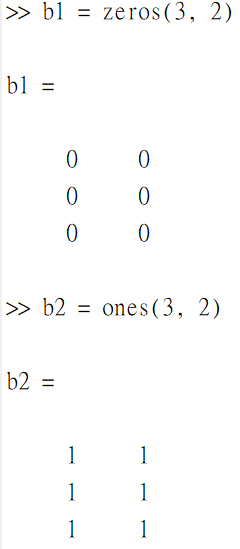 >> b1 = zeros(3, 2)
b1 =
0 0
0 0
0 0
>> b2 = ones(3, 2)
b2 =
1 1
1 1
1 1